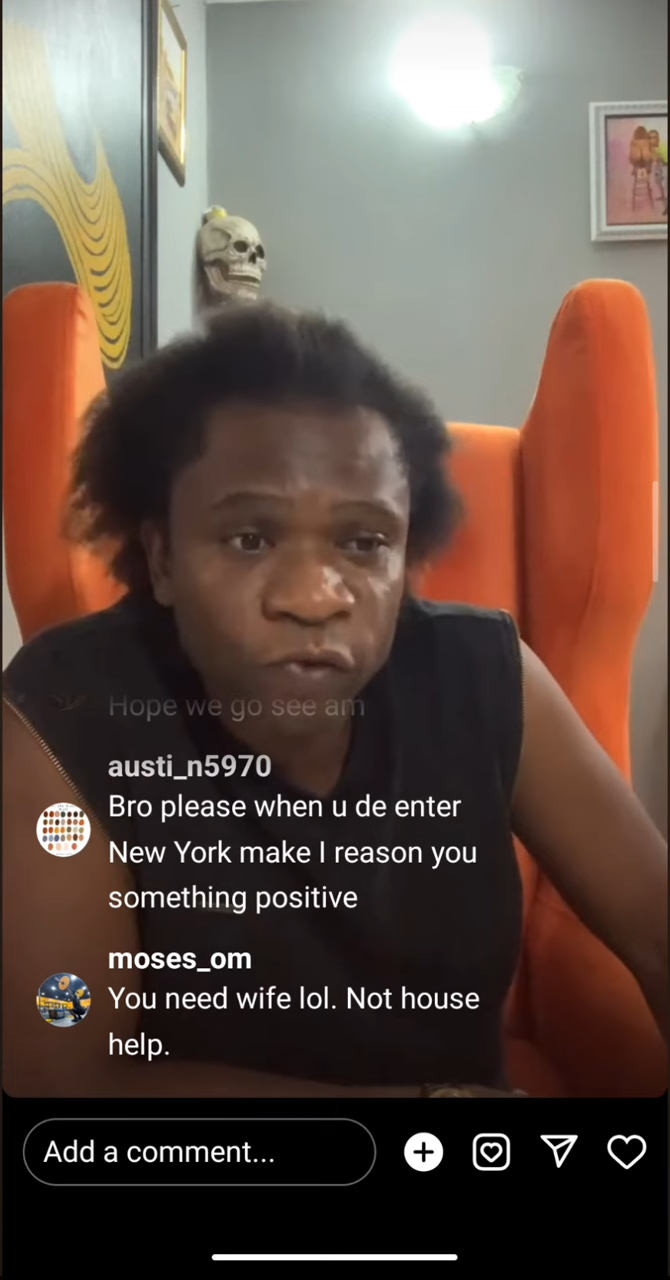 Hope we go see am
austi_n5970
Bro please when u de enter
New York make I reason you
something positive
moses_om
You need wife lol. Not house
help.
Add a comment...